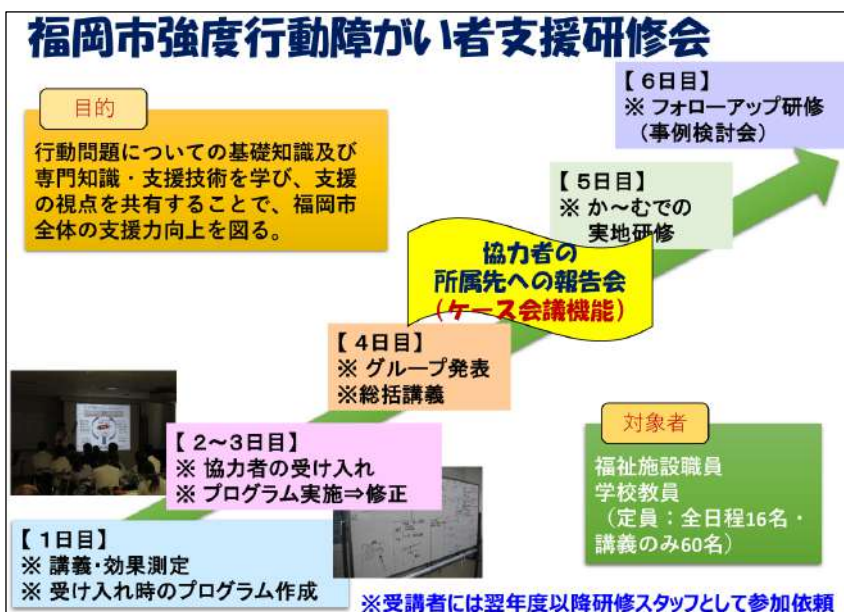 福岡市強度行動障がい者支援研修会
目的
行動問題についての基礎知識及び
専門知識・支援技術を学び、支援
の視点を共有することで、福岡市
全体の支援力向上を図る。
【６日目】
※ フォローアップ研修
（事例検討会）
【５日目】
※ か～むでの
実地研修
協力者の
所属先への報告会
（ケース会議機能）
【４日目】
※ グループ発表
※総括講義
【２～３日目】
※ 協力者の受け入れ
※ プログラム実施⇒修正
【１日目】
※ 講義・効果測定
※ 受け入れ時のプログラム作成
対象者
福祉施設職員
学校教員
（定員：全日程16名・
講義のみ60名）
※受講者には翌年度以降研修スタッフとして参加依頼